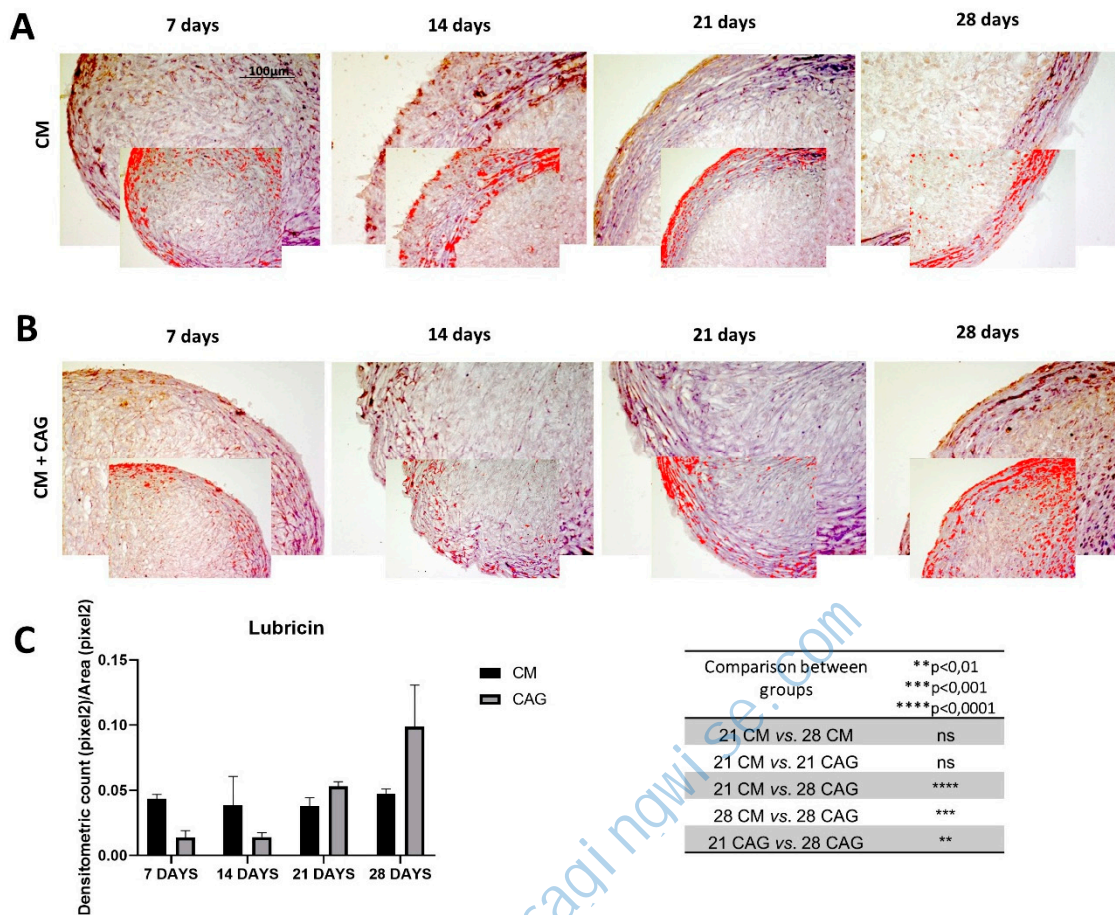 A
7 days
14 days
21 days
28 days
CM
100µm
B
7 days
14 days
21 days
28 days
CM + CAG
C
Lubricin
Densitometric count (pixel2)/Area (pixel2)
0.15
0.10
0.05
0.00
7 DAYS
14 DAYS
21 DAYS
28 DAYS
CM
CAG
Comparison between groups
**p<0,01
***p<0,001
****p<0,0001
21 CM vs. 28 CM ns
21 CM vs. 21 CAG ns
21 CM vs. 28 CAG ****
28 CM vs. 28 CAG ***
21 CAG vs. 28 CAG **
saqingwise.com